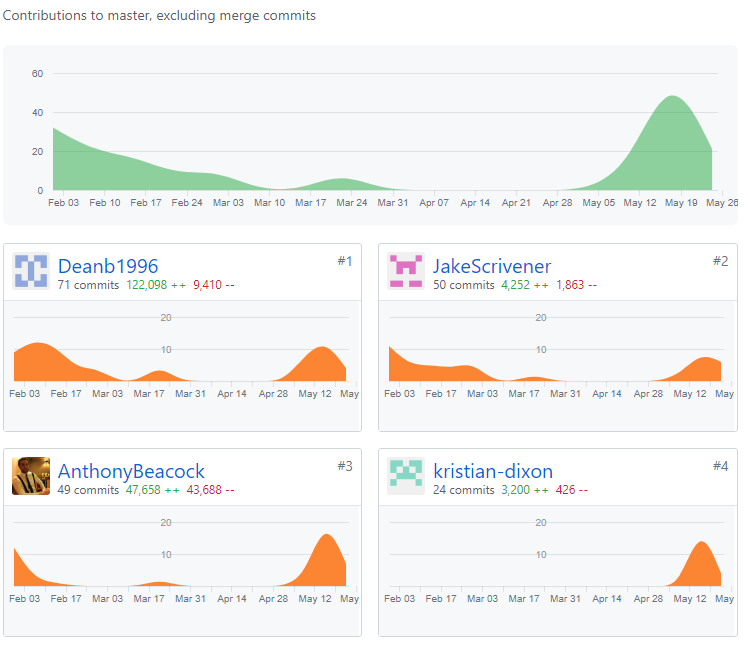 Contributions to master, excluding merge commits
60
40
20
0
Feb 03 Feb 10 Feb 17 Feb 24 Mar 03 Mar 10 Mar 17 Mar 24 Mar 31 Apr 07 Apr 14 Apr 21 Apr 28 May 05 May 12 May 19 May 26
Deanb1996 #1
71 commits 122,098 ++ 9,410 --
20
10
Feb 03 Feb 17 Mar 03 Mar 17 Mar 31 Apr 14 Apr 28 May 12 May
JakeScrivener #2
50 commits 4,252 ++ 1,863 --
20
10
Feb 03 Feb 17 Mar 03 Mar 17 Mar 31 Apr 14 Apr 28 May 12 May
AnthonyBeacock #3
49 commits 47,658 ++ 43,688 --
20
10
Feb 03 Feb 17 Mar 03 Mar 17 Mar 31 Apr 14 Apr 28 May 12 May
kristian-dixon #4
24 commits 3,200 ++ 426 --
20
10
Feb 03 Feb 17 Mar 03 Mar 17 Mar 31 Apr 14 Apr 28 May 12 May